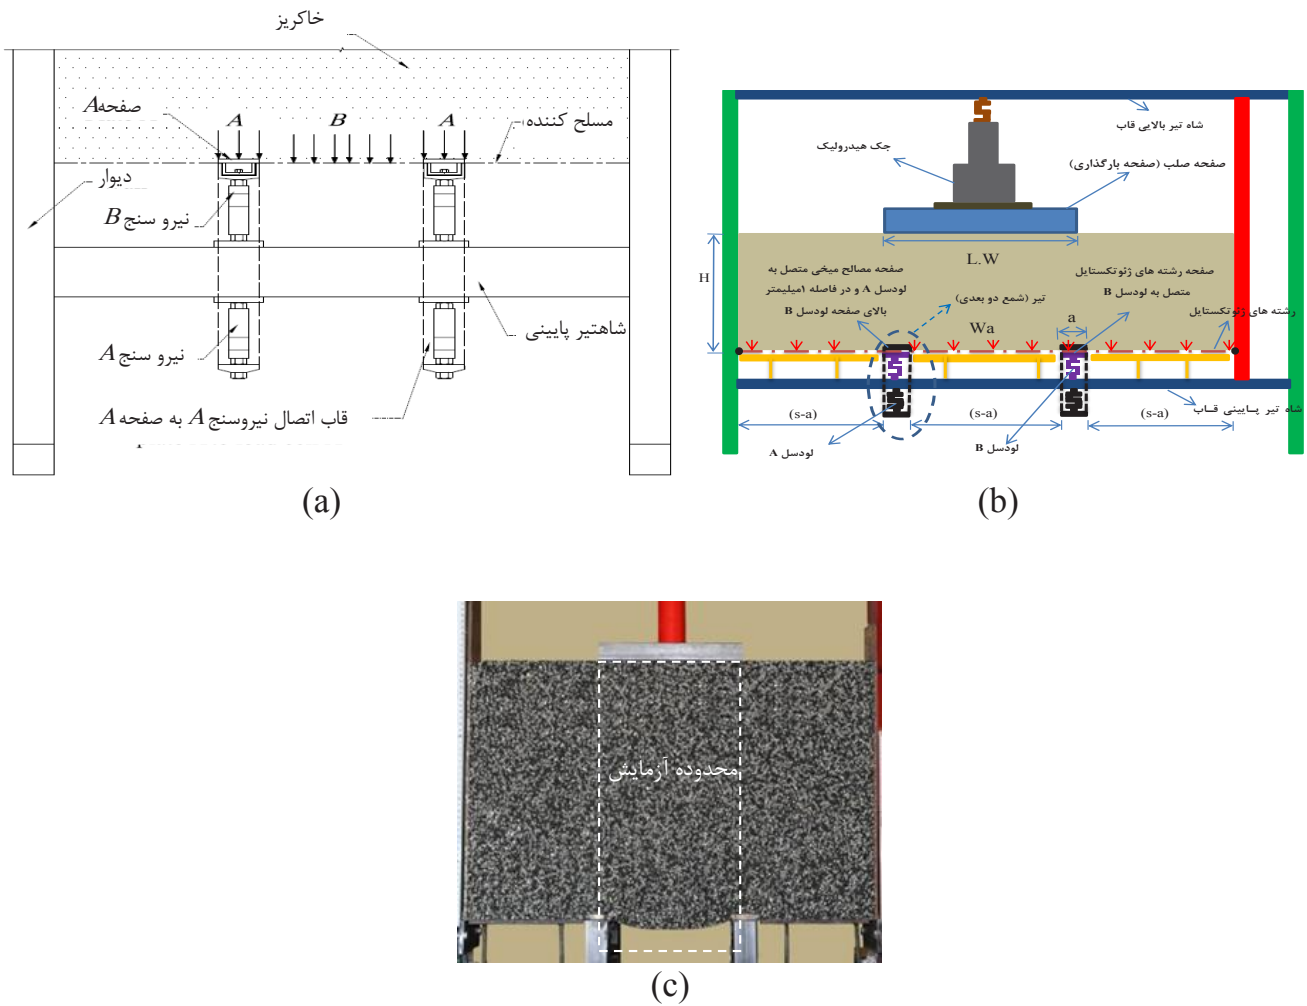 خاکریز
صفحه A
A
B
A
مسلح کننده
دیوار
نیرو سنج B
شاهتیر پایینی
نیرو سنج A
قاب اتصال نیروسنج A به صفحه A
(a)
شاه تیر بالایی قاب
جک هیدرولیک
صفحه صلب (صفحه بارگذاری)
L.W
H
صفحه مصالح میخی متصل به
لودسل A و در فاصله 1میلیمتر
بالای صفحه لودسل B
تیر (شمع دو بعدی)
صفحه رشته های ژئوتکستایل
متصل به لودسل B
Wa
a
رشته های ژئوتکستایل
شاه تیر پایینی قاب
(s-a)
(s-a)
(s-a)
لودسل A
لودسل B
(b)
محدوده آزمایش
(c)